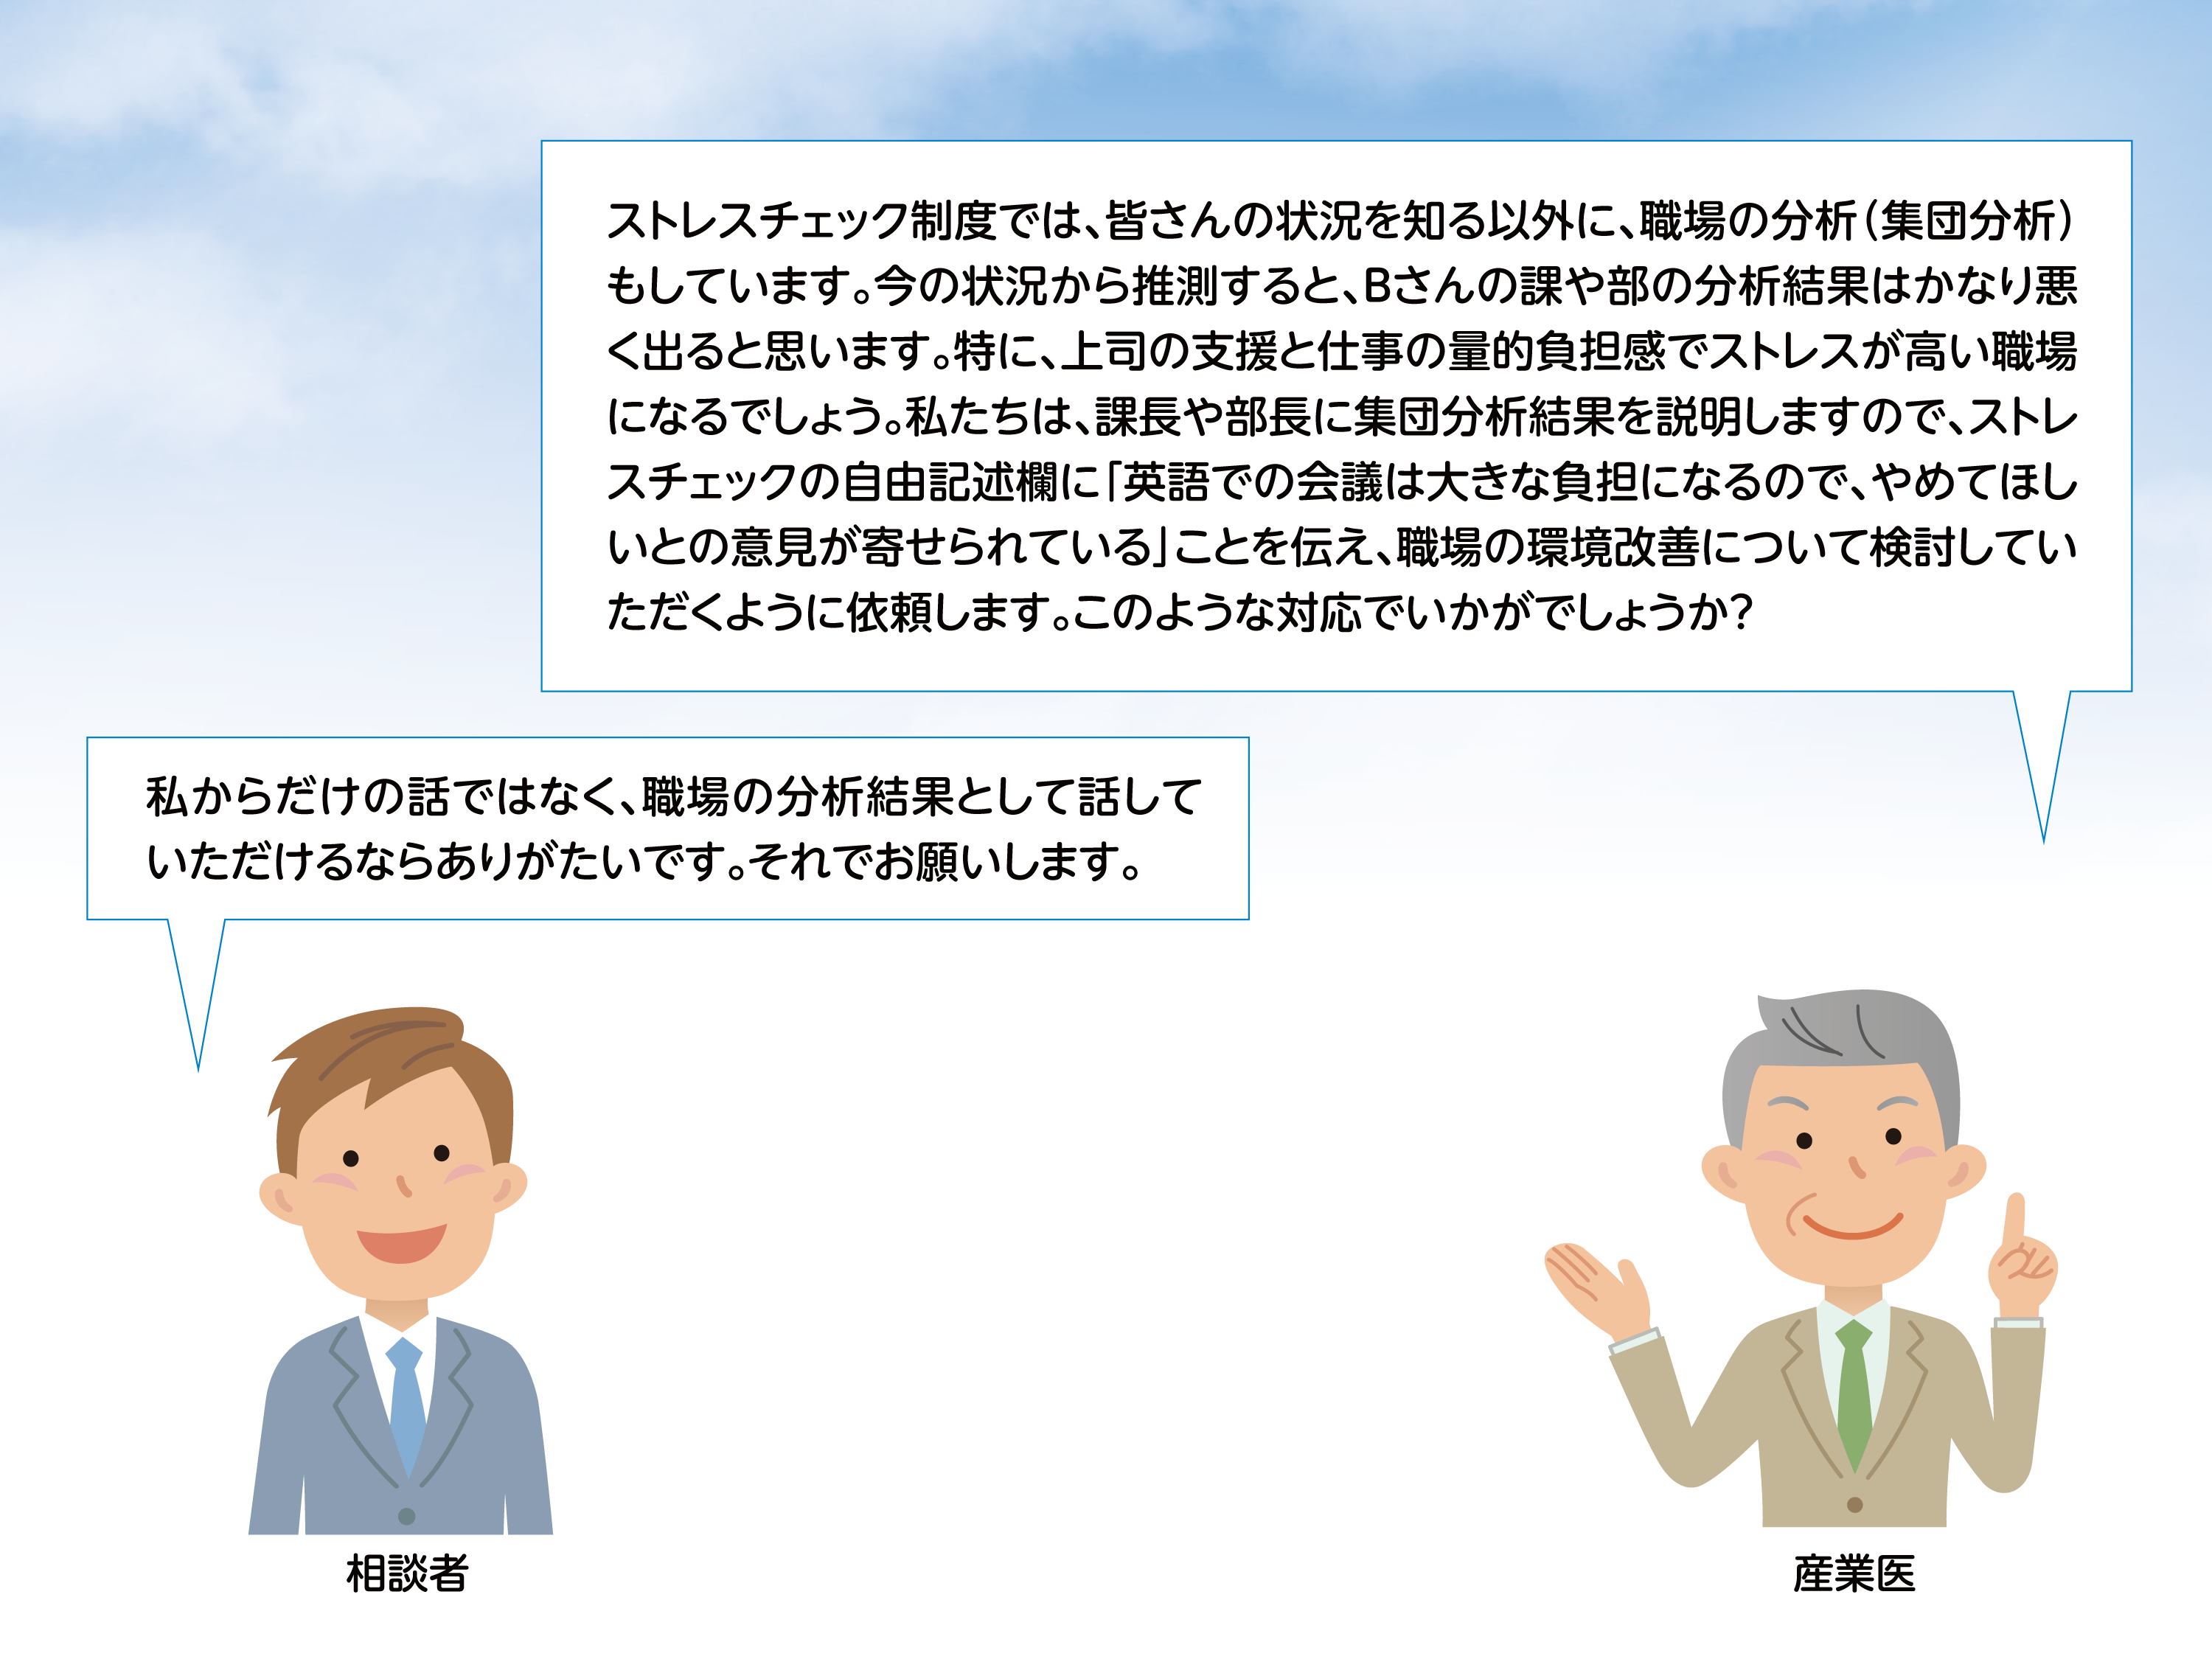 ストレスチェック制度では、皆さんの状況を知る以外に、職場の分析（集団分析）
もしています。今の状況から推測すると、Bさんの課や部の分析結果はかなり悪
く出ると思います。特に、上司の支援と仕事の量的負担感でストレスが高い職場
になるでしょう。私たちは、課長や部長に集団分析結果を説明しますので、ストレ
スチェックの自由記述欄に「英語での会議は大きな負担になるので、やめてほし
いとの意見が寄せられている」ことを伝え、職場の環境改善について検討してい
ただくように依頼します。このような対応でいかがでしょうか？
私からだけの話ではなく、職場の分析結果として話して
いただけるならありがたいです。それでお願いします。
相談者
産業医